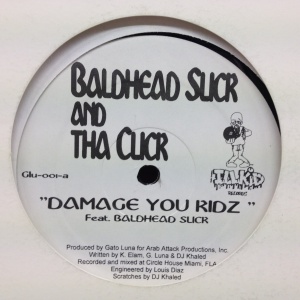 BALDHEAD SLICK
AND
THA CLICK
Glu-001-a
"DAMAGE YOU KIDZ "
Feat. BALDHEAD SLICK
Produced by Gato Luna for Arab Attack Productions, Inc.
Written by K. Elam, G. Luna & DJ Khaled
Recorded and mixed at Circle House Miami, FLA
Engineered by Louis Diaz
Scratches by DJ Khaled